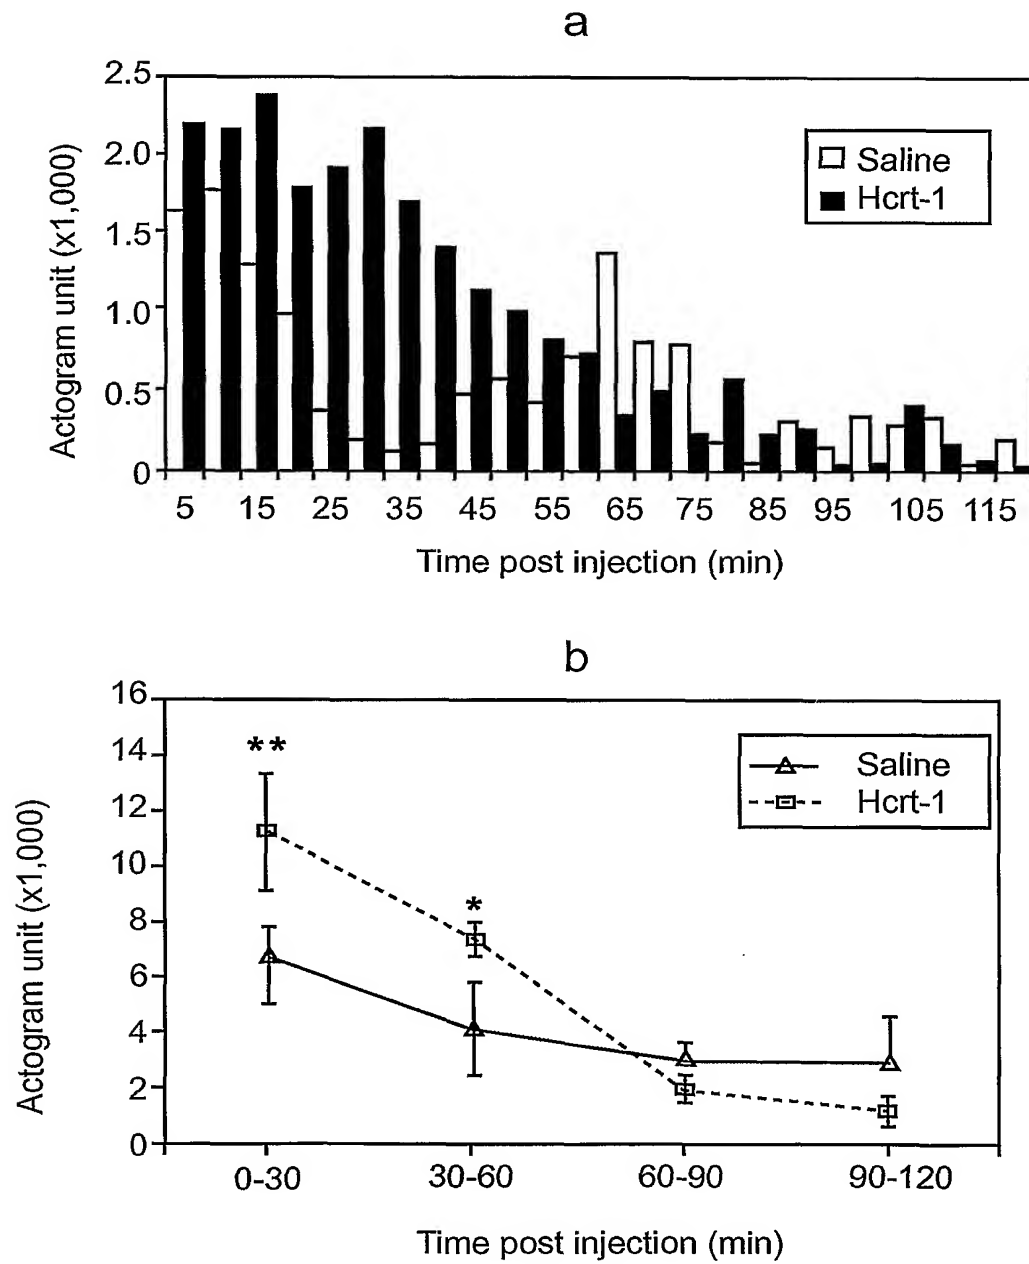 a
Actogram unit (x1,000)
2.5
2.0
1.5
1.0
0.5
0
Saline
Hcrt-1
5 15 25 35 45 55 65 75 85 95 105 115
Time post injection (min)
b
Actogram unit (x1,000)
16
14
12
10
8
6
4
2
0
** 
*
Saline
Hcrt-1
0-30 30-60 60-90 90-120
Time post injection (min)